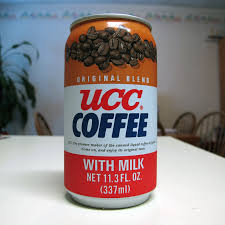 ORIGINAL BLEND
UCC®
COFFEE
WITH MILK
NET 11.3 FL. OZ.
(337ml)